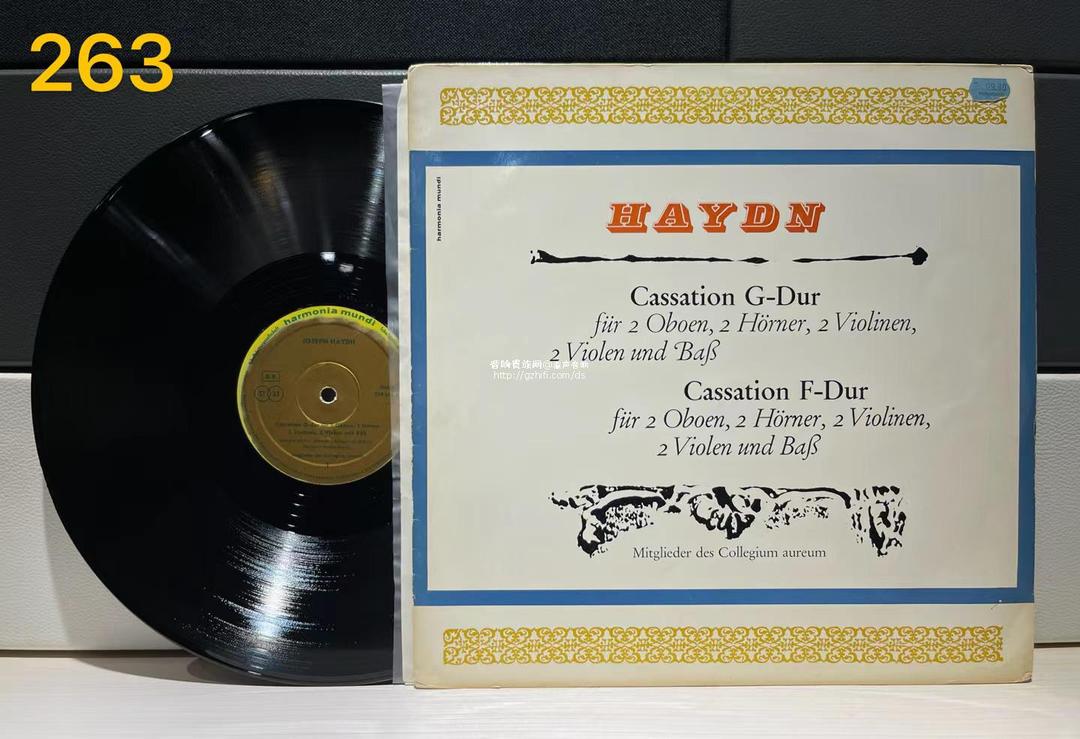 263
harmonia mundi
HAYDN
Cassation G-Dur
für 2 Oboen, 2 Hörner, 2 Violinen,
2 Violen und Baß
Cassation F-Dur
für 2 Oboen, 2 Hörner, 2 Violinen,
2 Violen und Baß
Mitglieder des Collegium aureum
http://gzhifi.com/ds
harmonia mundi
JOSEPH HAYDN
33